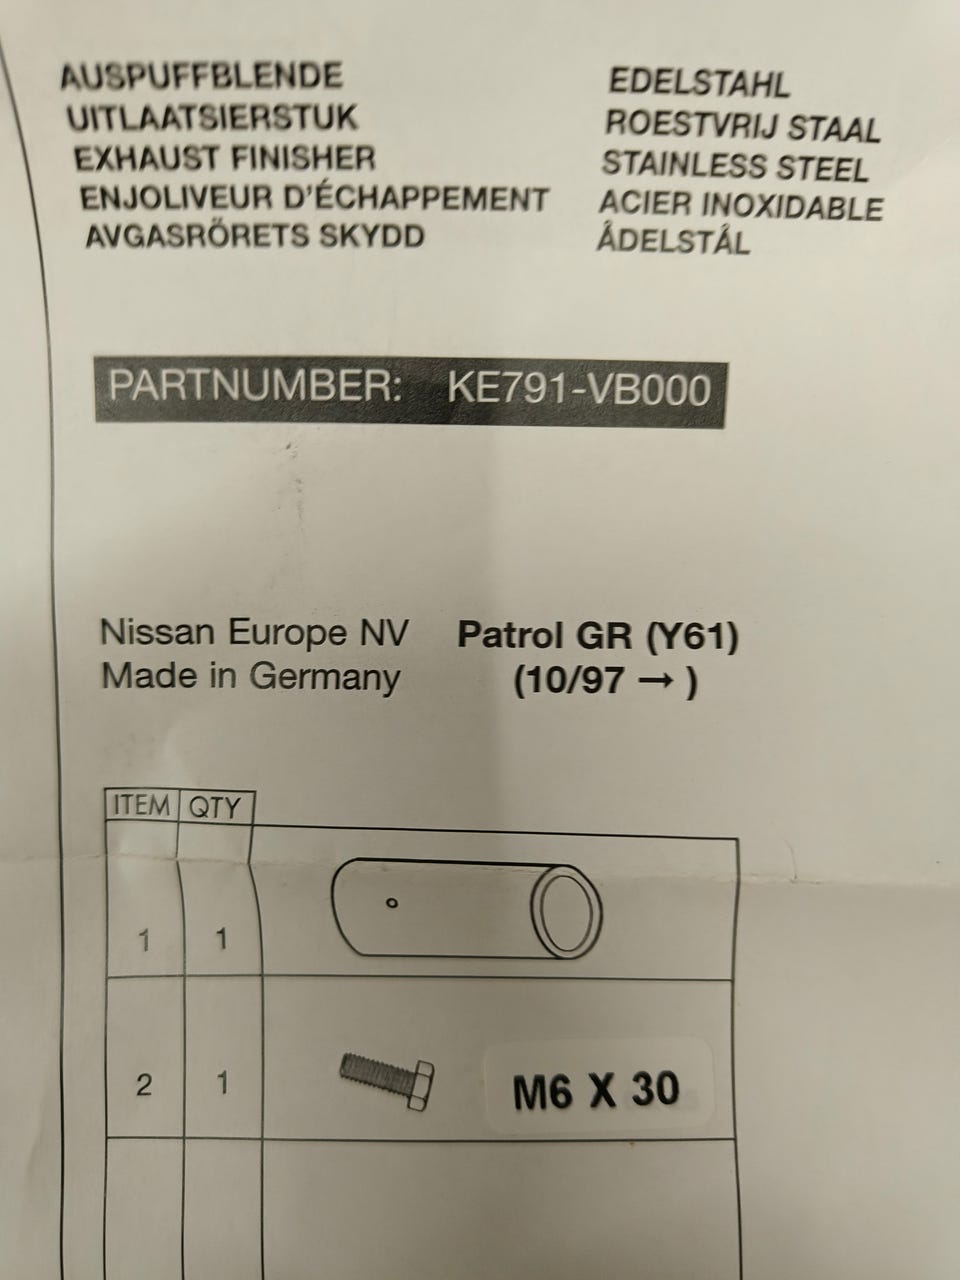 AUSPUFFBLENDE
UITLAATSIERSTUK
EXHAUST FINISHER
ENJOLIVEUR D'ÉCHAPPEMENT
AVGASRÖRETS SKYDD
EDELSTAHL
ROESTVRIJ STAAL
STAINLESS STEEL
ACIER INOXIDABLE
ÅDELSTÅL
PARTNUMBER: KE791-VB000
Nissan Europe NV
Made in Germany
Patrol GR (Y61)
(10/97 → )
ITEM QTY
1 1
2 1 M6 X 30